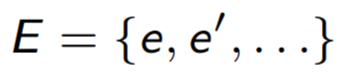 E = {e, e′, …}